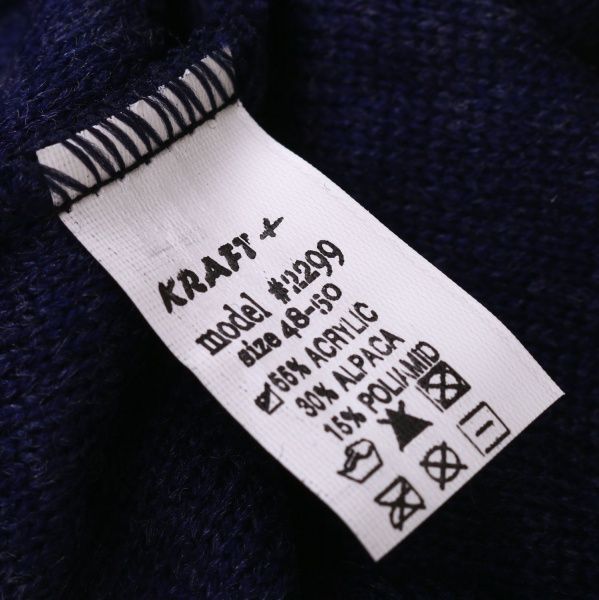 KRAFT +
model #2299
size 48-50
55% ACRYLIC
30% ALPACA
15% POLIAMID